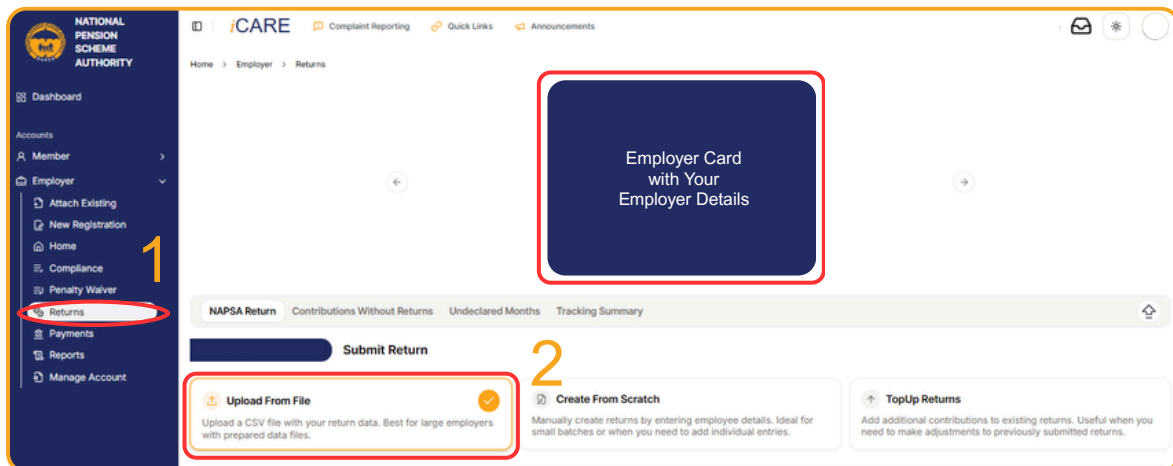 NATIONAL
PENSION
SCHEME
AUTHORITY
iCARE
Complaint Reporting
Quick Links
Announcements
Home > Employer > Returns
Dashboard
Accounts
Member
Employer
Attach Existing
New Registration
Home
Compliance
Penalty Waiver
Returns
Payments
Reports
Manage Account
1
Employer Card
with Your
Employer Details
NAPSA Return
Contributions Without Returns
Undeclared Months
Tracking Summary
Submit Return
2
Upload From File
Upload a CSV file with your return data. Best for large employers
with prepared data files.
Create From Scratch
Manually create returns by entering employee details. Ideal for
small batches or when you need to add individual entries.
TopUp Returns
Add additional contributions to existing returns. Useful when you
need to make adjustments to previously submitted returns.